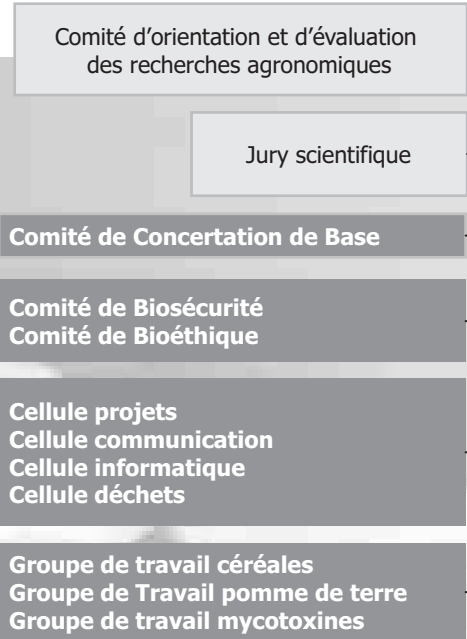 Comité d’orientation et d’évaluation
des recherches agronomiques
Jury scientifique
Comité de Concertation de Base
Comité de Biosécurité
Comité de Bioéthique
Cellule projets
Cellule communication
Cellule informatique
Cellule déchets
Groupe de travail céréales
Groupe de Travail pomme de terre
Groupe de travail mycotoxines